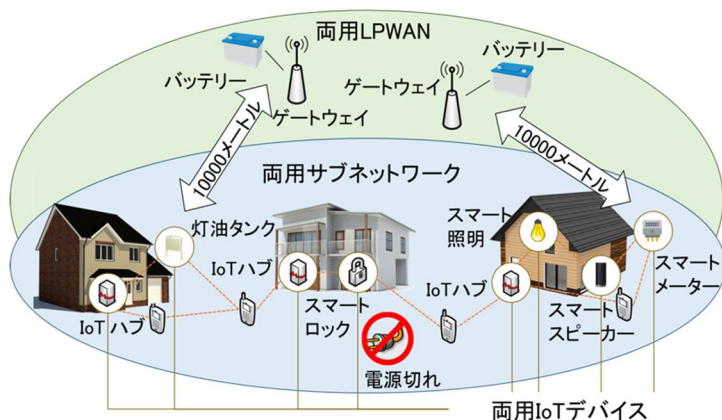 両用LPWAN
バッテリー
バッテリー
ゲートウェイ
ゲートウェイ
10000メートル
10000メートル
両用サブネットワーク
灯油タンク
スマート
照明
IoTハブ
IoTハブ
スマート
メーター
IoT ハブ
スマート
ロック
スマート
スピーカー
電源切れ
両用IoTデバイス